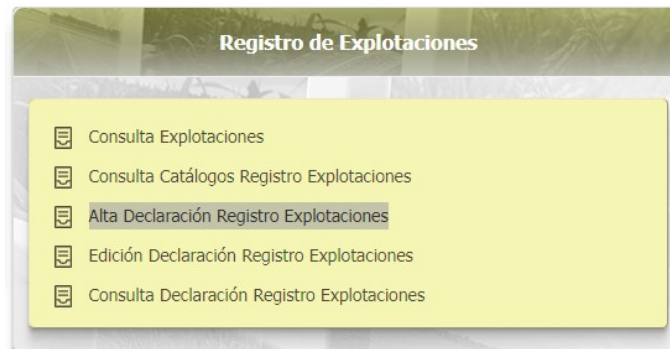 Registro de Explotaciones
Consulta Explotaciones
Consulta Catálogos Registro Explotaciones
Alta Declaración Registro Explotaciones
Edición Declaración Registro Explotaciones
Consulta Declaración Registro Explotaciones